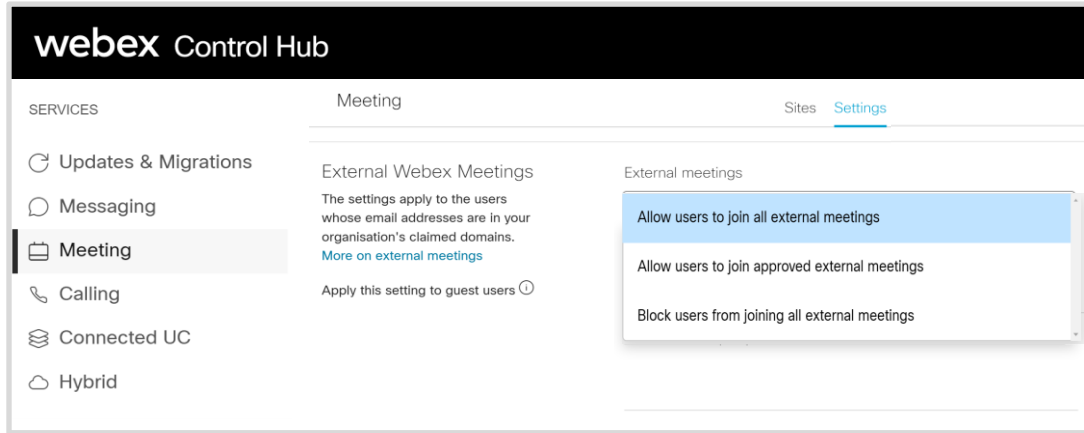 webex Control Hub
SERVICES
Updates & Migrations
Messaging
Meeting
Calling
Connected UC
Hybrid
Meeting
Sites Settings
External Webex Meetings
The settings apply to the users
whose email addresses are in your
organisation's claimed domains.
More on external meetings
Apply this setting to guest users
External meetings
Allow users to join all external meetings
Allow users to join approved external meetings
Block users from joining all external meetings